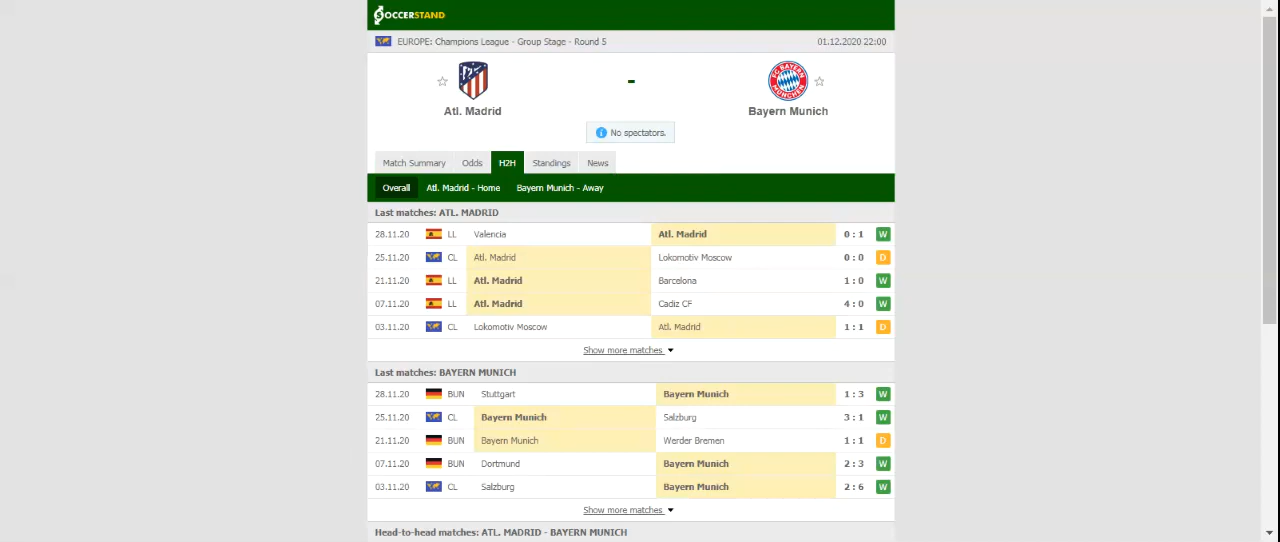 SOCCERSTAND
EUROPE: Champions League - Group Stage - Round 5 01.12.2020 22:00
-
Atl. Madrid Bayern Munich
No spectators.
Match Summary Odds H2H Standings News
Overall Atl. Madrid - Home Bayern Munich - Away
Last matches: ATL. MADRID
28.11.20 LL Valencia Atl. Madrid 0 : 1 W
25.11.20 CL Atl. Madrid Lokomotiv Moscow 0 : 0 D
21.11.20 LL Atl. Madrid Barcelona 1 : 0 W
07.11.20 LL Atl. Madrid Cadiz CF 4 : 0 W
03.11.20 CL Lokomotiv Moscow Atl. Madrid 1 : 1 D
Show more matches
Last matches: BAYERN MUNICH
28.11.20 BUN Stuttgart Bayern Munich 1 : 3 W
25.11.20 CL Bayern Munich Salzburg 3 : 1 W
21.11.20 BUN Bayern Munich Werder Bremen 1 : 1 D
07.11.20 BUN Dortmund Bayern Munich 2 : 3 W
03.11.20 CL Salzburg Bayern Munich 2 : 6 W
Show more matches
Head-to-head matches: ATL. MADRID - BAYERN MUNICH